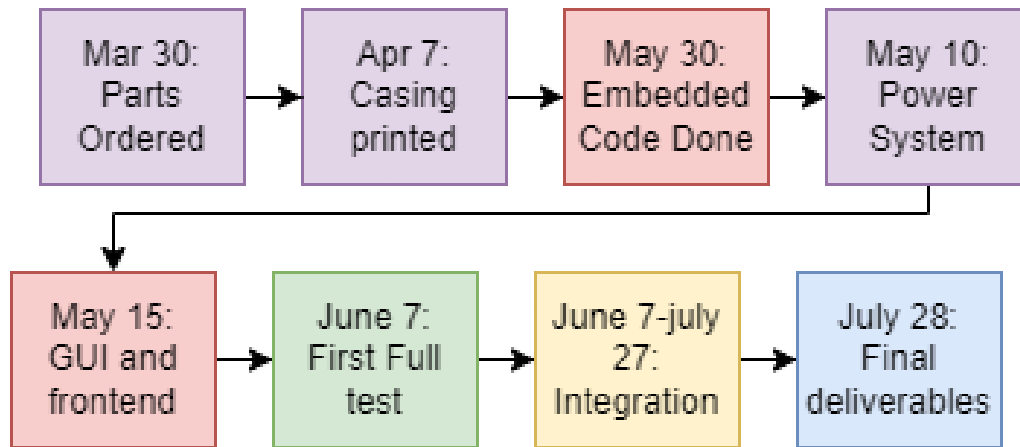 Mar 30:
Parts
Ordered
Apr 7:
Casing
printed
May 30:
Embedded
Code Done
May 10:
Power
System
May 15:
GUI and
frontend
June 7:
First Full
test
June 7-july
27:
Integration
July 28:
Final
deliverables